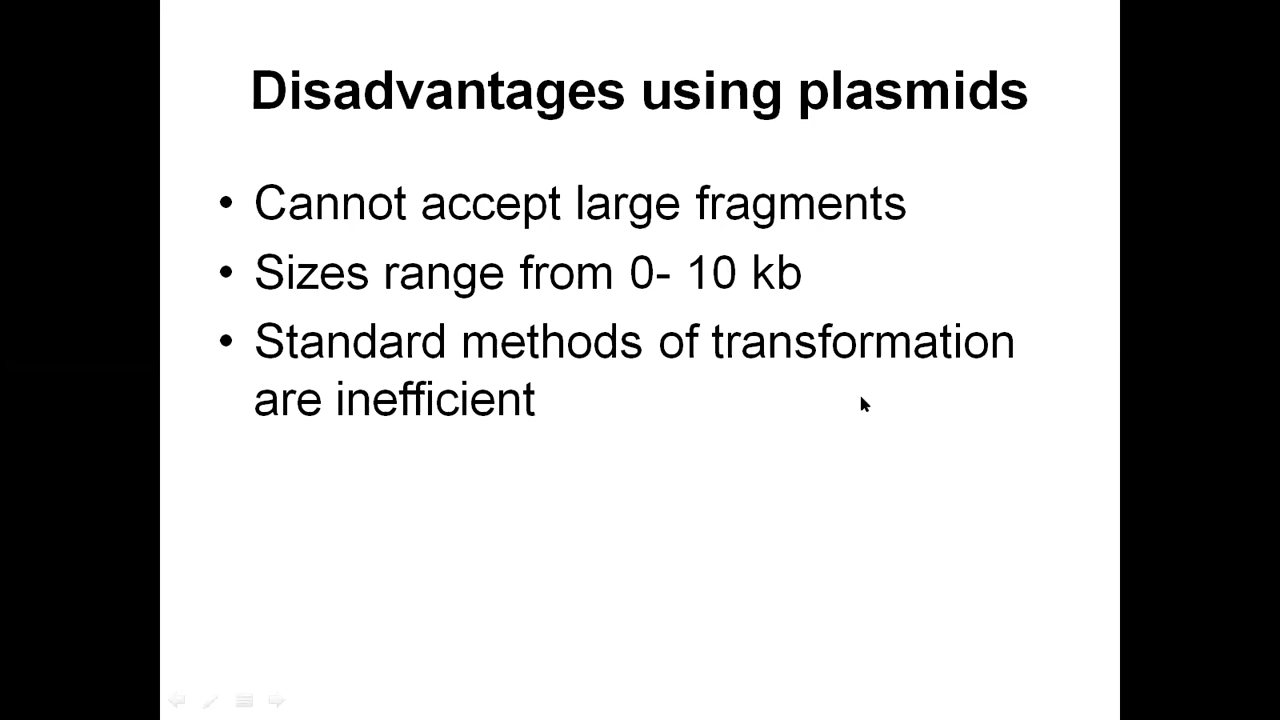 Disadvantages using plasmids
• Cannot accept large fragments
• Sizes range from 0- 10 kb
• Standard methods of transformation
are inefficient